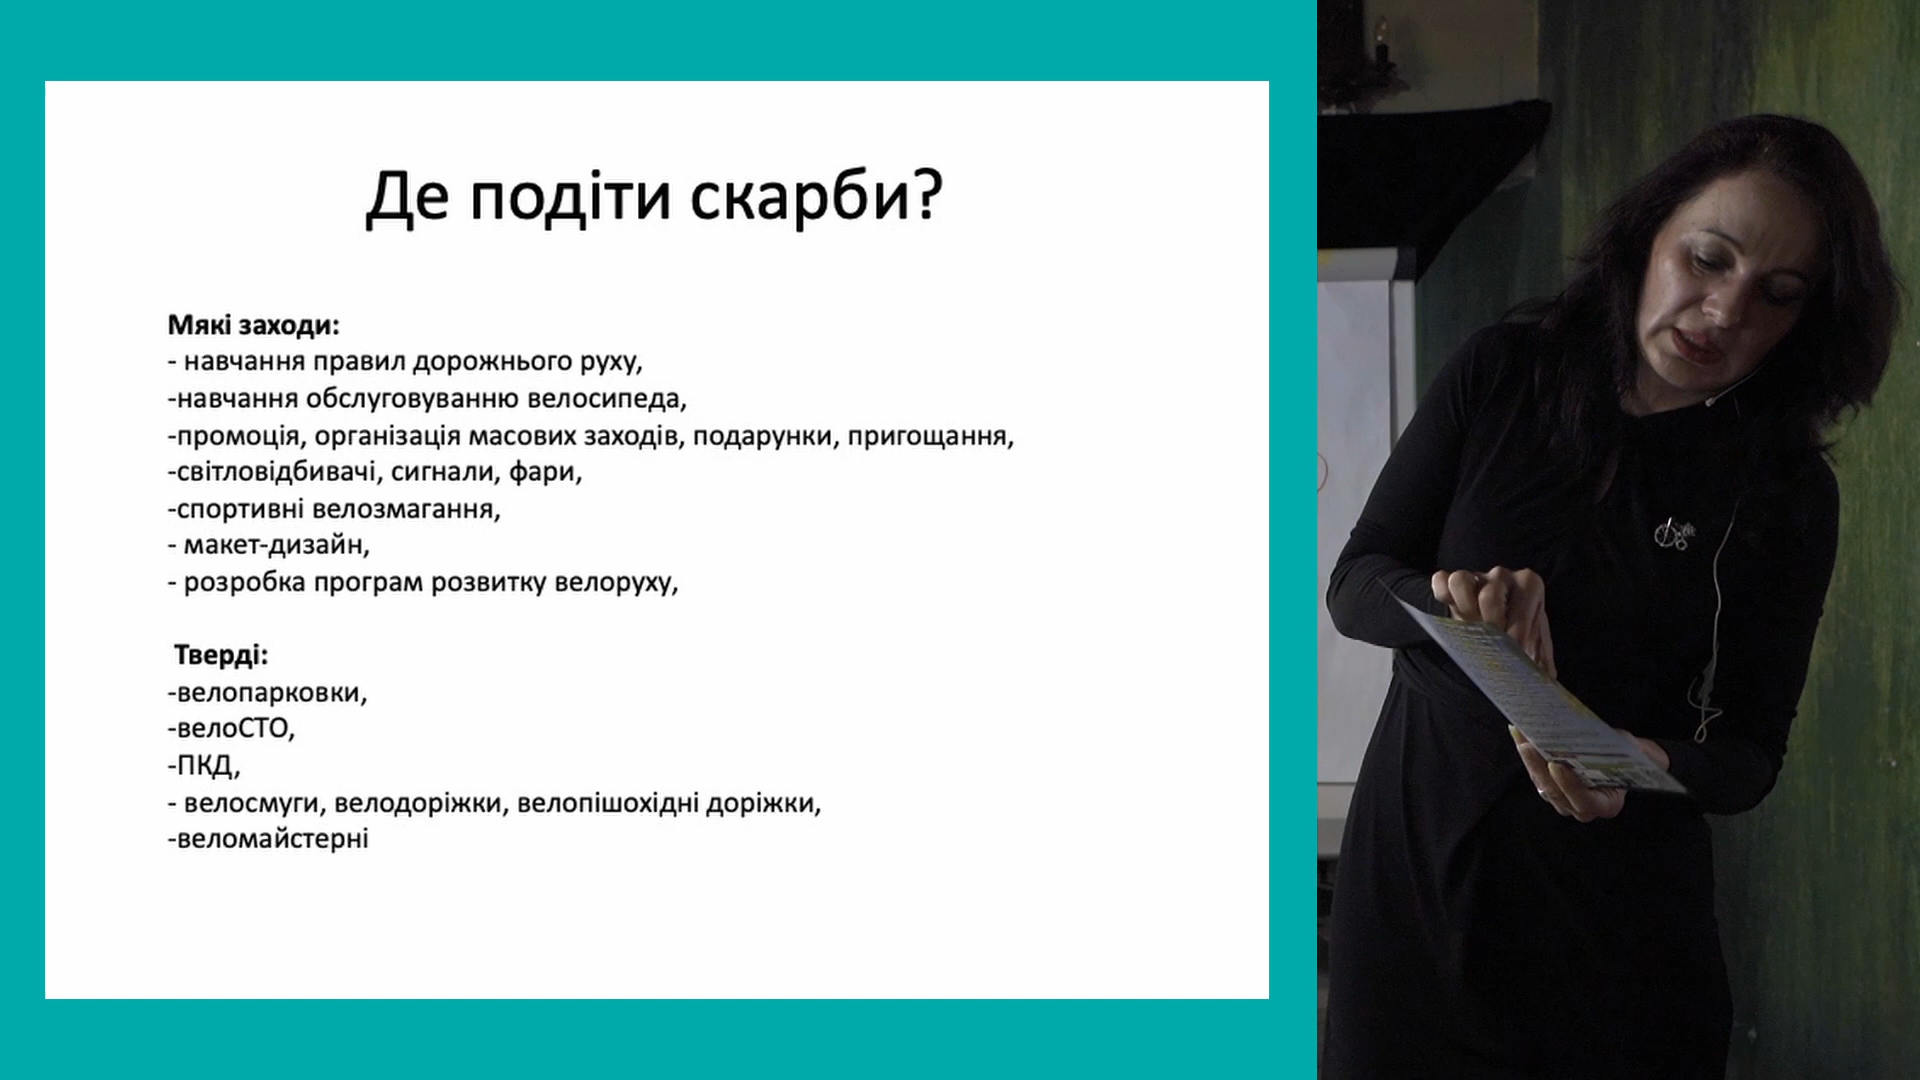 Де подіти скарби?
Мякі заходи:
- навчання правил дорожнього руху,
-навчання обслуговуванню велосипеда,
-промоція, організація масових заходів, подарунки, пригощання,
-світловідбивачі, сигнали, фари,
-спортивні велозмагання,
- макет-дизайн,
- розробка програм розвитку велоруху,
Тверді:
-велопарковки,
-велоСТО,
-ПКД,
- велосмуги, велодоріжки, велопішохідні доріжки,
-веломайстерні